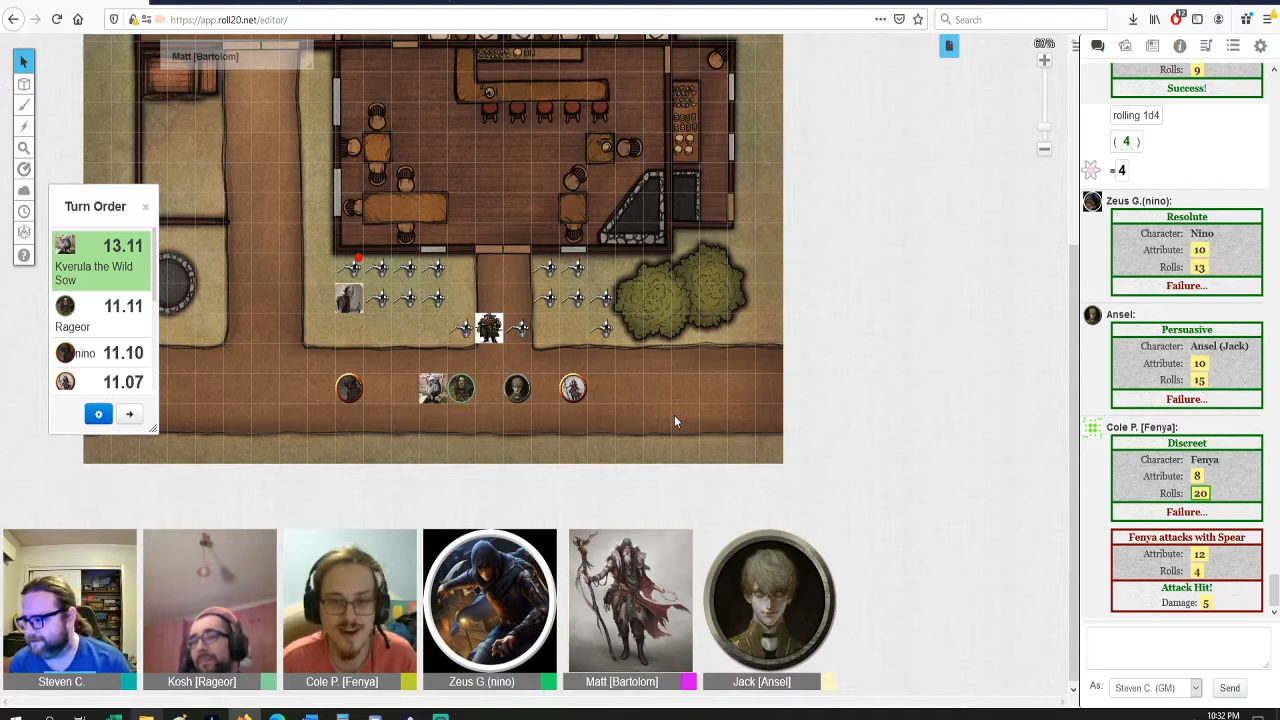 https://app.roll20.net/editor/
Search
12
Matt [Bartolom]
60%
Turn Order
13.11
Kverula the Wild
Sow
11.11
Rageor
nino
11.10
11.07
Rolls: 9
Success!
rolling 1d4
( 4 )
= 4
Zeus G.(nino):
Resolute
Character: Nino
Attribute: 10
Rolls: 13
Failure...
Ansel:
Persuasive
Character: Ansel (Jack)
Attribute: 10
Rolls: 15
Failure...
Cole P. [Fenya]:
Discreet
Character: Fenya
Attribute: 8
Rolls: 20
Failure...
Fenya attacks with Spear
Attribute: 12
Rolls: 4
Attack Hit!
Damage: 5
As: Steven C. (GM)
Send
Steven C.
Kosh [Rageor]
Cole P. [Fenya]
Zeus G.(nino)
Matt [Bartolom]
Jack [Ansel]
10:32 PM